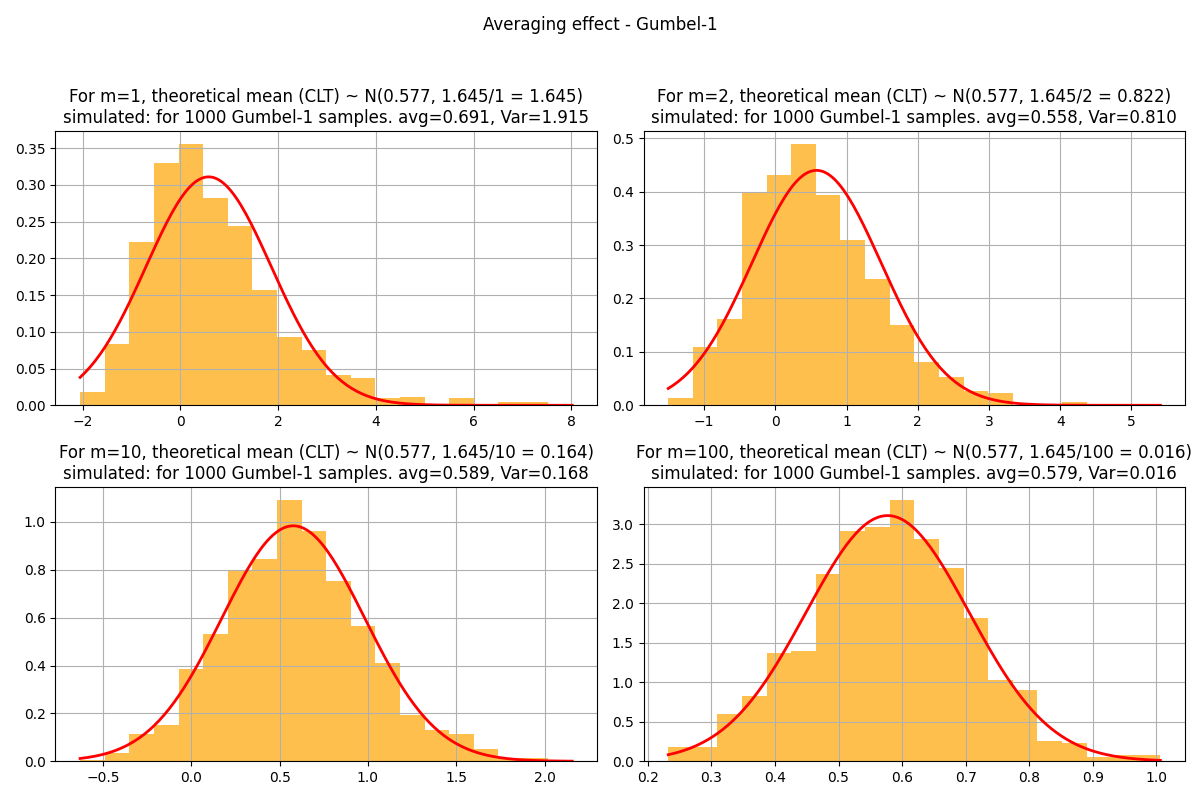 Averaging effect - Gumbel-1
For m=1, theoretical mean (CLT) ~ N(0.577, 1.645/1 = 1.645)
simulated: for 1000 Gumbel-1 samples. avg=0.691, Var=1.915
0.35
0.30
0.25
0.20
0.15
0.10
0.05
0.00
−2 0 2 4 6 8
For m=2, theoretical mean (CLT) ~ N(0.577, 1.645/2 = 0.822)
simulated: for 1000 Gumbel-1 samples. avg=0.558, Var=0.810
0.5
0.4
0.3
0.2
0.1
0.0
−1 0 1 2 3 4 5
For m=10, theoretical mean (CLT) ~ N(0.577, 1.645/10 = 0.164)
simulated: for 1000 Gumbel-1 samples. avg=0.589, Var=0.168
1.0
0.8
0.6
0.4
0.2
0.0
−0.5 0.0 0.5 1.0 1.5 2.0
For m=100, theoretical mean (CLT) ~ N(0.577, 1.645/100 = 0.016)
simulated: for 1000 Gumbel-1 samples. avg=0.579, Var=0.016
3.0
2.5
2.0
1.5
1.0
0.5
0.0
0.2 0.3 0.4 0.5 0.6 0.7 0.8 0.9 1.0